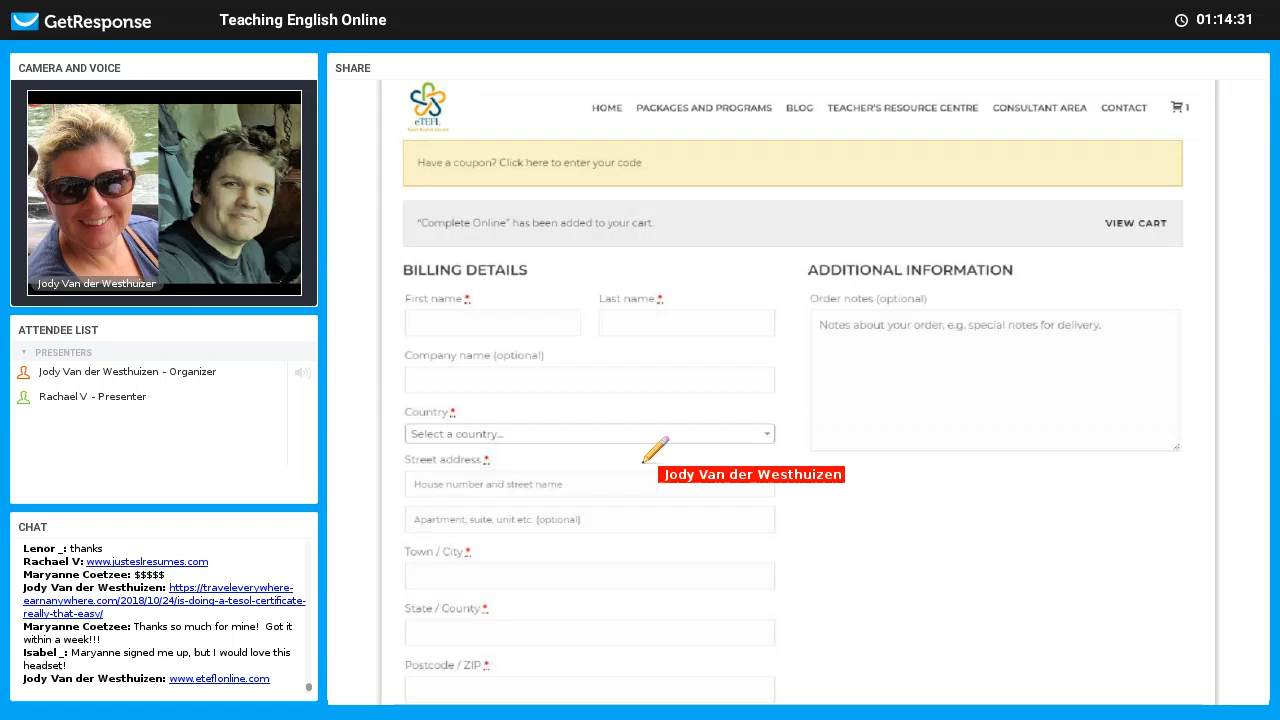 GetResponse
Teaching English Online
01:14:31
CAMERA AND VOICE
Jody Van der Westhuizen
ATTENDEE LIST
PRESENTERS
Jody Van der Westhuizen - Organizer
Rachael V - Presenter
CHAT
Lenor _: thanks
Rachael V: www.justeslresumes.com
Maryanne Coetzee: $$$$$
Jody Van der Westhuizen: https://traveleverywhere-
earnanywhere.com/2018/10/24/is-doing-a-tesol-certificate-
really-that-easy/
Maryanne Coetzee: Thanks so much for mine! Got it
within a week!!!
Isabel _: Maryanne signed me up, but I would love this
headset!
Jody Van der Westhuizen: www.eteflonline.com
SHARE
eTEFL
HOME PACKAGES AND PROGRAMS BLOG TEACHER'S RESOURCE CENTRE CONSULTANT AREA CONTACT 1
Have a coupon? Click here to enter your code
"Complete Online" has been added to your cart. VIEW CART
BILLING DETAILS
First name * Last name *
Company name (optional)
Country *
Select a country...
Street address *
House number and street name
Apartment, suite, unit etc. (optional)
Town / City *
State / County *
Postcode / ZIP *
ADDITIONAL INFORMATION
Order notes (optional)
Notes about your order, e.g. special notes for delivery.
Jody Van der Westhuizen